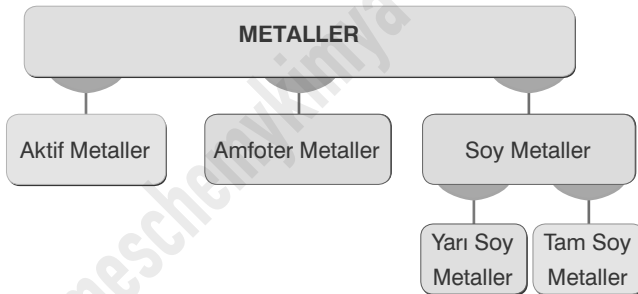 METALLER
Aktif Metaller
Amfoter Metaller
Soy Metaller
Yarı Soy
Metaller
Tam Soy
Metaller